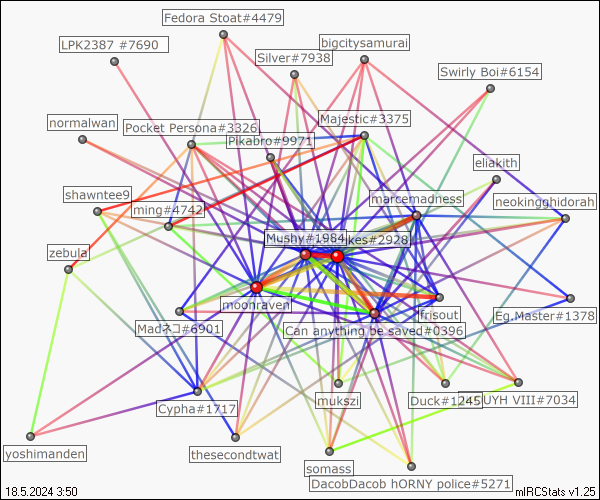 Fedora Stoat#4479
LPK2387 #7690
bigcitysamurai
Silver#7938
Swirly Boi#6154
normalwan
Pocket Persona#3326
Majestic#3375
Pikabro#9971
eliakith
shawntee9
marcemadness
neokingghidorah
ming#4742
Mushy#1984
ikes#2928
zebula
moonraven
frisout
Eg.Master#1378
Madネコ#6901
Can anything be saved#0396
Cypha#1717
mukszi
Duck#1245
UYH VIII#7034
yoshimanden
thesecondtwat
somass
DacobDacob hORNY police#5271
18.5.2024 3:50
mIRCStats v1.25